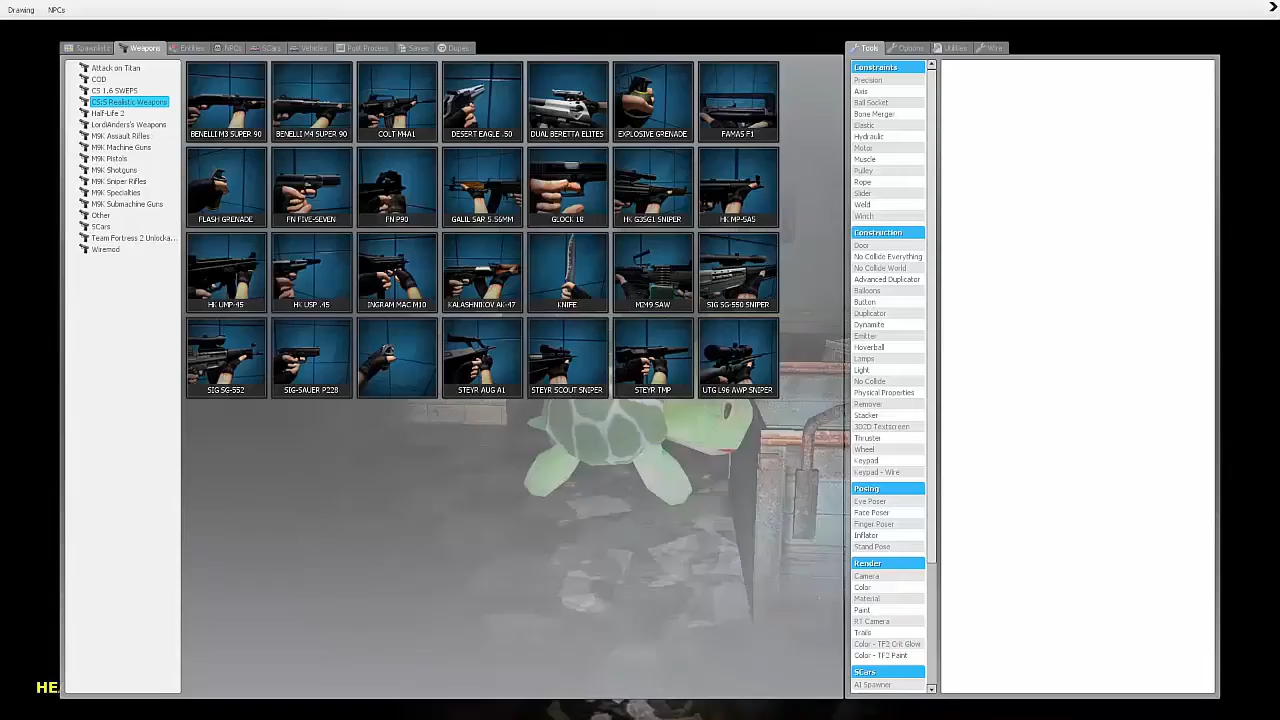 Drawing NPCs
Spawnlists Weapons Entities NPCs SCars Vehicles Post Process Saves Dupes
Tools Options Utilities Wire
Attack on Titan
COD
CS 1.6 SWEPS
CS:S Realistic Weapons
Half-Life 2
LordiAnders's Weapons
M9K Assault Rifles
M9K Machine Guns
M9K Pistols
M9K Shotguns
M9K Sniper Rifles
M9K Specialties
M9K Submachine Guns
Other
SCars
Team Fortress 2 Unlocka...
Wiremod
BENELLI M3 SUPER 90 BENELLI M4 SUPER 90 COLT M4A1 DESERT EAGLE .50 DUAL BERETTA ELITES EXPLOSIVE GRENADE FAMAS F1
FLASH GRENADE FN FIVE-SEVEN FN P90 GALIL SAR 5.56MM GLOCK 18 HK G3SG1 SNIPER HK MP-5A5
HK UMP-45 HK USP .45 INGRAM MAC M10 KALASHNIKOV AK-47 KNIFE M249 SAW SIG SG-550 SNIPER
SIG SG-552 SIG-SAUER P228 STEYR AUG A1 STEYR SCOUT SNIPER STEYR TMP UTG L96 AWP SNIPER
Constraints
Precision
Axis
Ball Socket
Bone Merger
Elastic
Hydraulic
Motor
Muscle
Pulley
Rope
Slider
Weld
Winch
Construction
Door
No Collide Everything
No Collide World
Advanced Duplicator
Balloons
Button
Duplicator
Dynamite
Emitter
Hoverball
Lamps
Light
No Collide
Physical Properties
Remover
Stacker
3D2D Textscreen
Thruster
Wheel
Keypad
Keypad - Wire
Posing
Eye Poser
Face Poser
Finger Poser
Inflator
Stand Pose
Render
Camera
Color
Material
Paint
RT Camera
Trails
Color - TF2 Crit Glow
Color - TF2 Paint
SCars
AI Spawner
HE